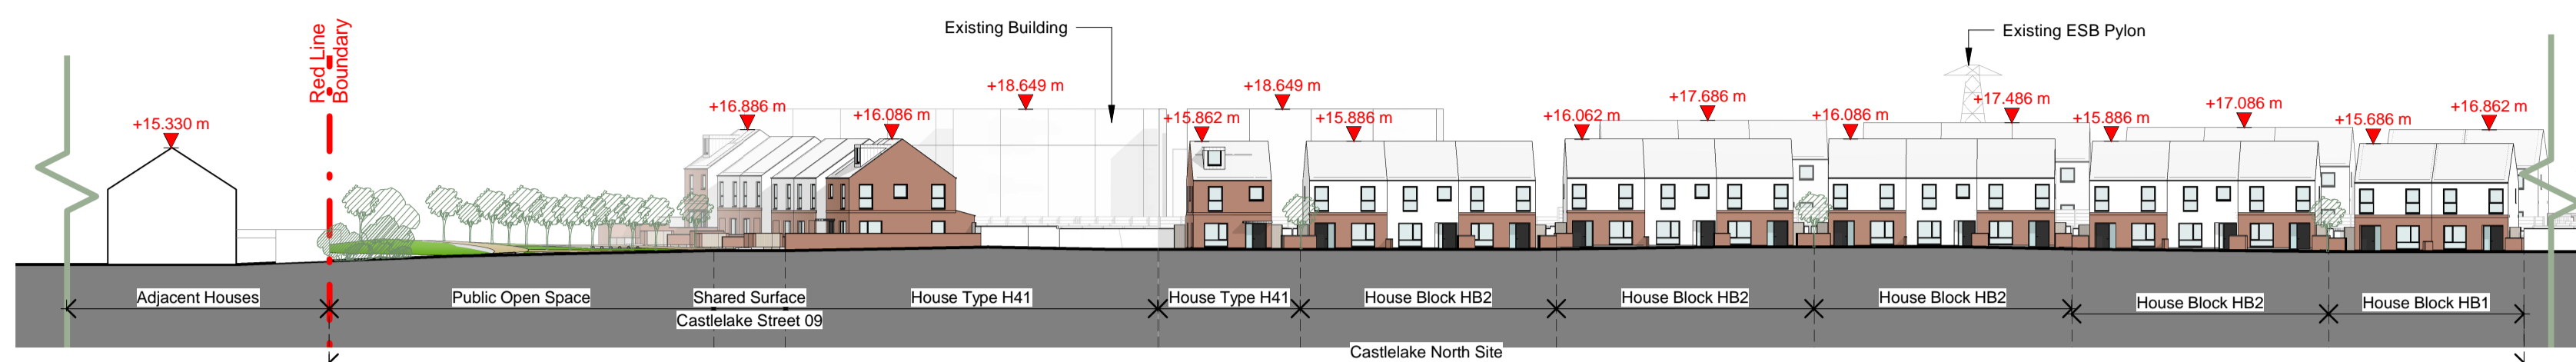 Existing Building
Existing ESB Pylon
Red Line
Boundary
+15.330 m
+16.886 m
+16.086 m
+18.649 m
+15.862 m
+18.649 m
+15.886 m
+16.062 m
+17.686 m
+16.086 m
+17.486 m
+15.886 m
+17.086 m
+15.686 m
+16.862 m
Adjacent Houses
Public Open Space
Shared Surface
House Type H41
House Type H41
House Block HB2
House Block HB2
House Block HB2
House Block HB2
House Block HB1
Castlelake Street 09
Castlelake North Site